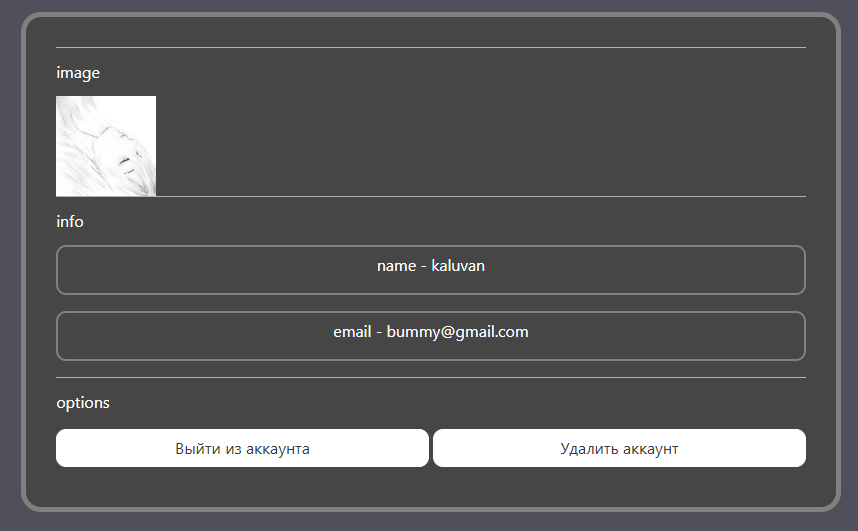 image
info
name - kaluvan
email - bummy@gmail.com
options
Выйти из аккаунта
Удалить аккаунт